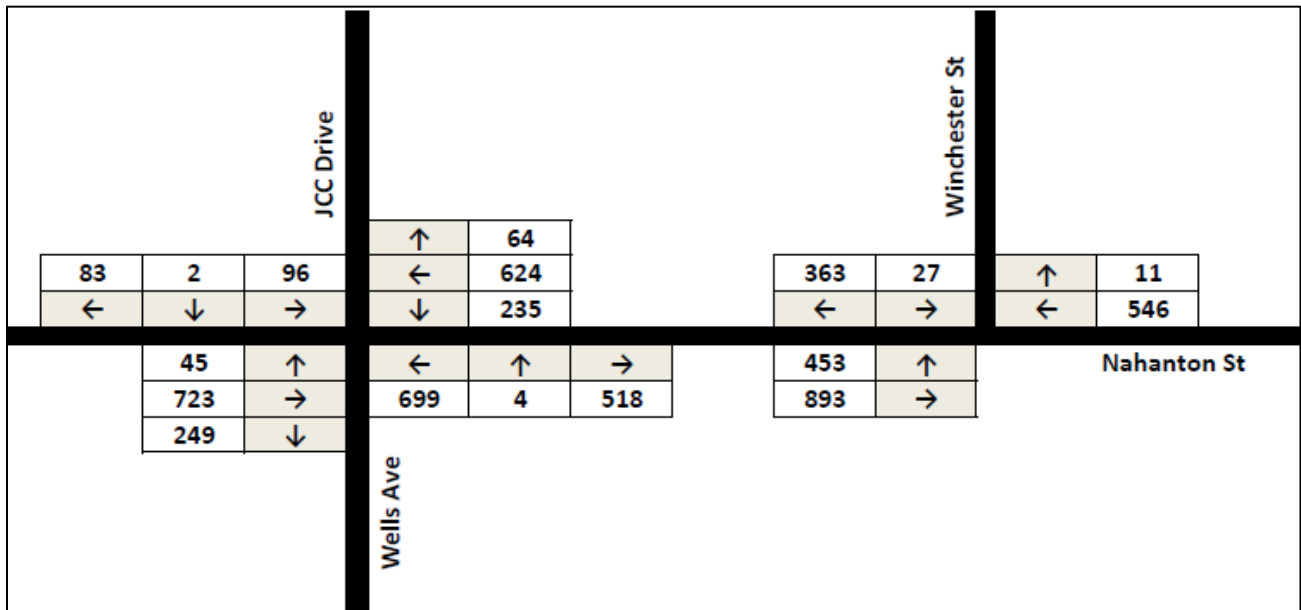 JCC Drive
Winchester St
↑ 64
83 2 96
← 624
← ↓ →
↓ 235
363 27
↑ 11
← →
← 546
45 ↑
← ↑ →
723 →
699 4 518
249 ↓
453 ↑
893 →
Nahanton St
Wells Ave